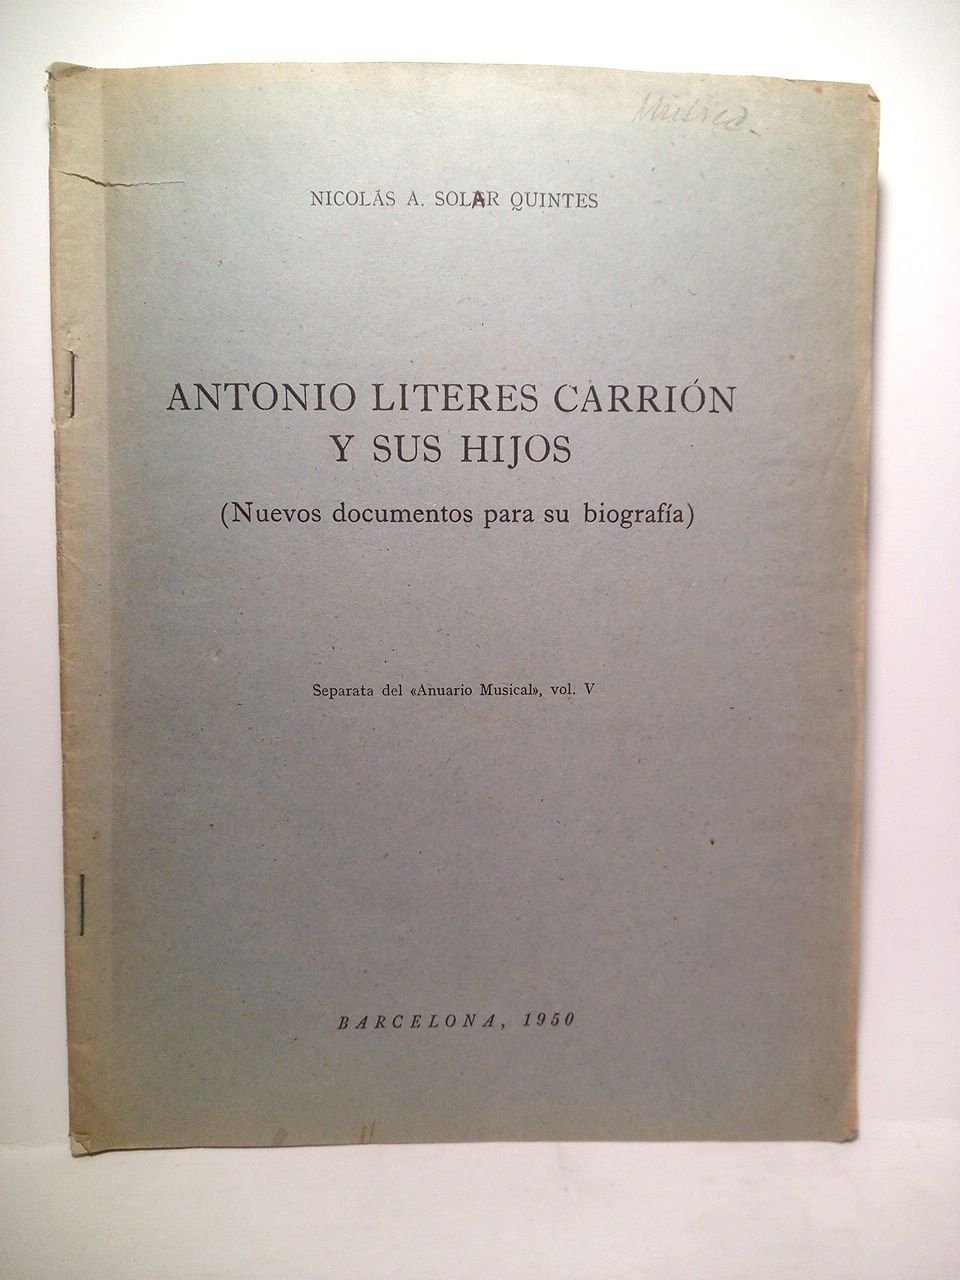 Música.
NICOLÁS A. SOLAR QUINTES
ANTONIO LITERES CARRIÓN
Y SUS HIJOS
(Nuevos documentos para su biografía)
Separata del «Anuario Musical», vol. V
BARCELONA, 1950